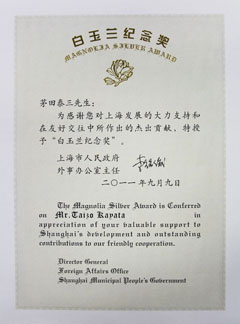 白玉兰纪念奖
MAGNOLIA SILVER AWARD
茅田泰三先生：
为感谢您对上海发展的大力支持和
在友好交往中所作出的杰出贡献，特授
予“白玉兰纪念奖”。
上海市人民政府
外事办公室主任
二〇一一年九月九日
The Magnolia Silver Award is Conferred
on Mr. Taizo Kayata in
appreciation of your valuable support to
Shanghai's development and outstanding
contributions to our friendly cooperation.
Director General
Foreign Affairs Office
Shanghai Municipal People's Government